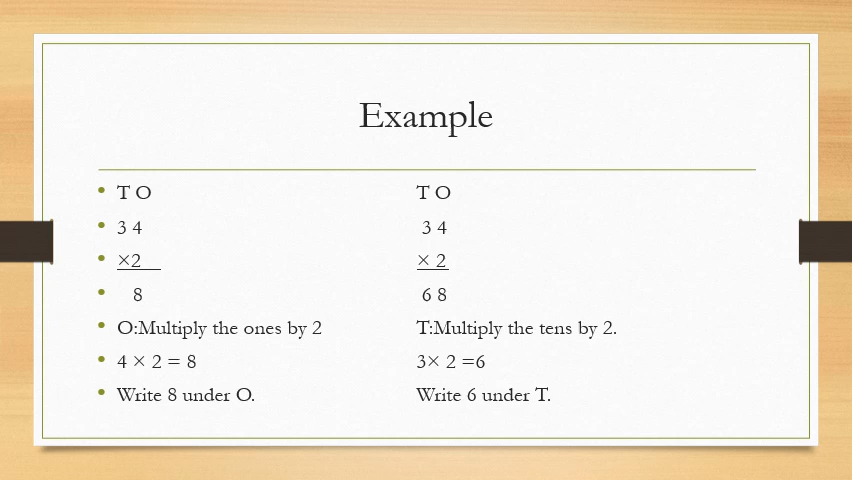 Example
T O T O
3 4 3 4
×2 × 2
8 6 8
O:Multiply the ones by 2 T:Multiply the tens by 2.
4 × 2 = 8 3× 2 =6
Write 8 under O. Write 6 under T.